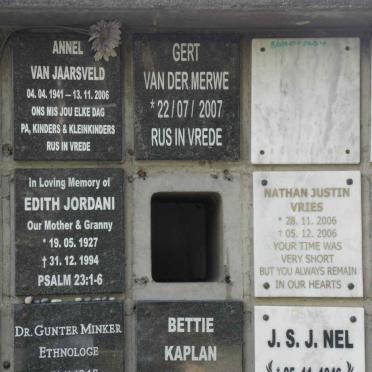 ANNEL
VAN JAARSVELD
04. 04. 1941 – 13. 11. 2006
ONS MIS JOU ELKE DAG
PA, KINDERS & KLEINKINDERS
RUS IN VREDE
GERT
VAN DER MERWE
* 22 / 07 / 2007
RUS IN VREDE
In Loving Memory of
EDITH JORDANI
Our Mother & Granny
* 19. 05. 1927
† 31. 12. 1994
PSALM 23:1-6
NATHAN JUSTIN
VRIES
* 28. 11. 2006
† 05. 12. 2006
YOUR TIME WAS
VERY SHORT
BUT YOU ALWAYS REMAIN
IN OUR HEARTS
DR. GUNTER MINKER
ETHNOLOGE
BETTIE
KAPLAN
J. S. J. NEL